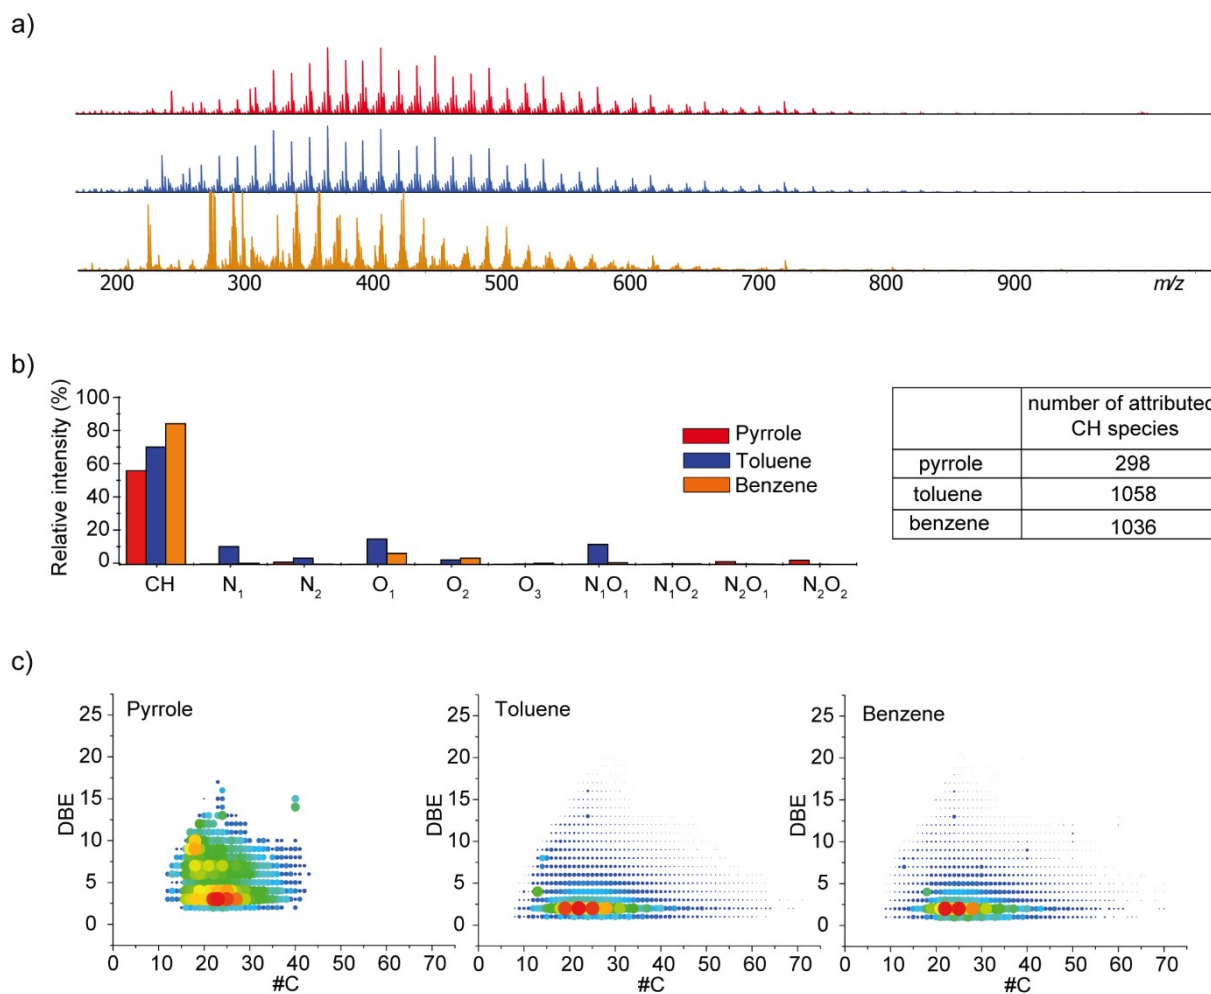 a)
200 300 400 500 600 700 800 900 m/z
b)
Relative intensity (%)
100
80
60
40
20
0
CH N₁ N₂ O₁ O₂ O₃ N₁O₁ N₁O₂ N₂O₁ N₂O₂
Pyrrole
Toluene
Benzene
number of attributed
CH species
pyrrole 298
toluene 1058
benzene 1036
c)
Pyrrole
DBE
25
20
15
10
5
0
0 10 20 30 40 50 60 70
#C
Toluene
DBE
25
20
15
10
5
0
0 10 20 30 40 50 60 70
#C
Benzene
DBE
25
20
15
10
5
0
0 10 20 30 40 50 60 70
#C